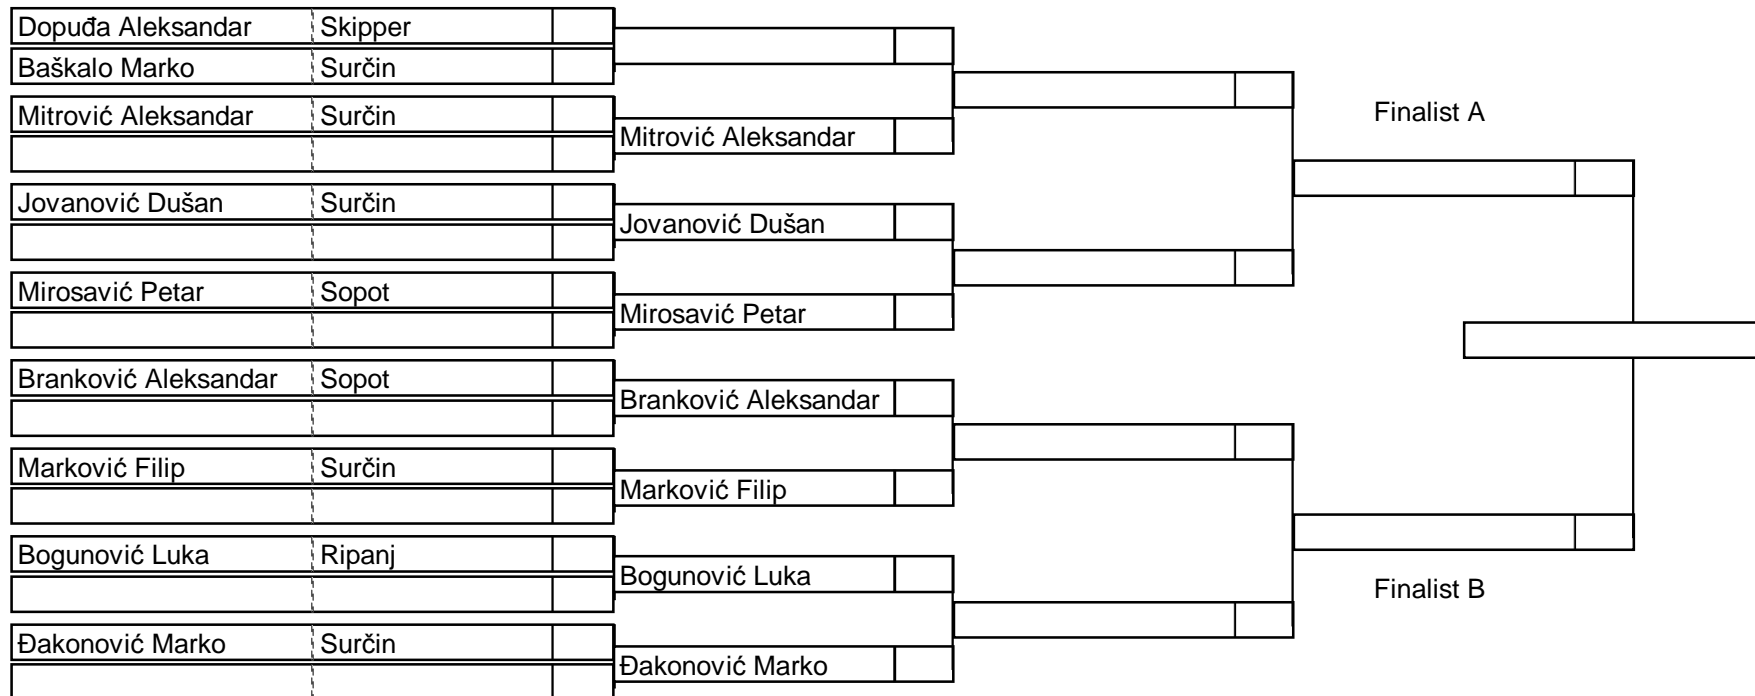 Dopuđa Aleksandar Skipper
Baškalo Marko Surčin
Mitrović Aleksandar Surčin
Mitrović Aleksandar
Jovanović Dušan Surčin
Jovanović Dušan
Mirosavić Petar Sopot
Mirosavić Petar
Branković Aleksandar Sopot
Branković Aleksandar
Marković Filip Surčin
Marković Filip
Bogunović Luka Ripanj
Bogunović Luka
Đakonović Marko Surčin
Đakonović Marko
Finalist A
Finalist B